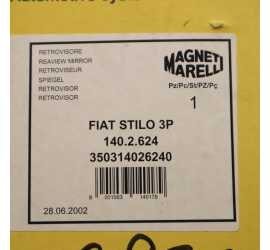 RETROVISORE
REAVIEW MIRROR
RETROVISEUR
SPIEGEL
RETROVISOR
RETROVISOR
MAGNETI
MARELLI
Pz/Pc/St/PZ/Pç
1
FIAT STILO 3P
140.2.624
350314026240
28.06.2002